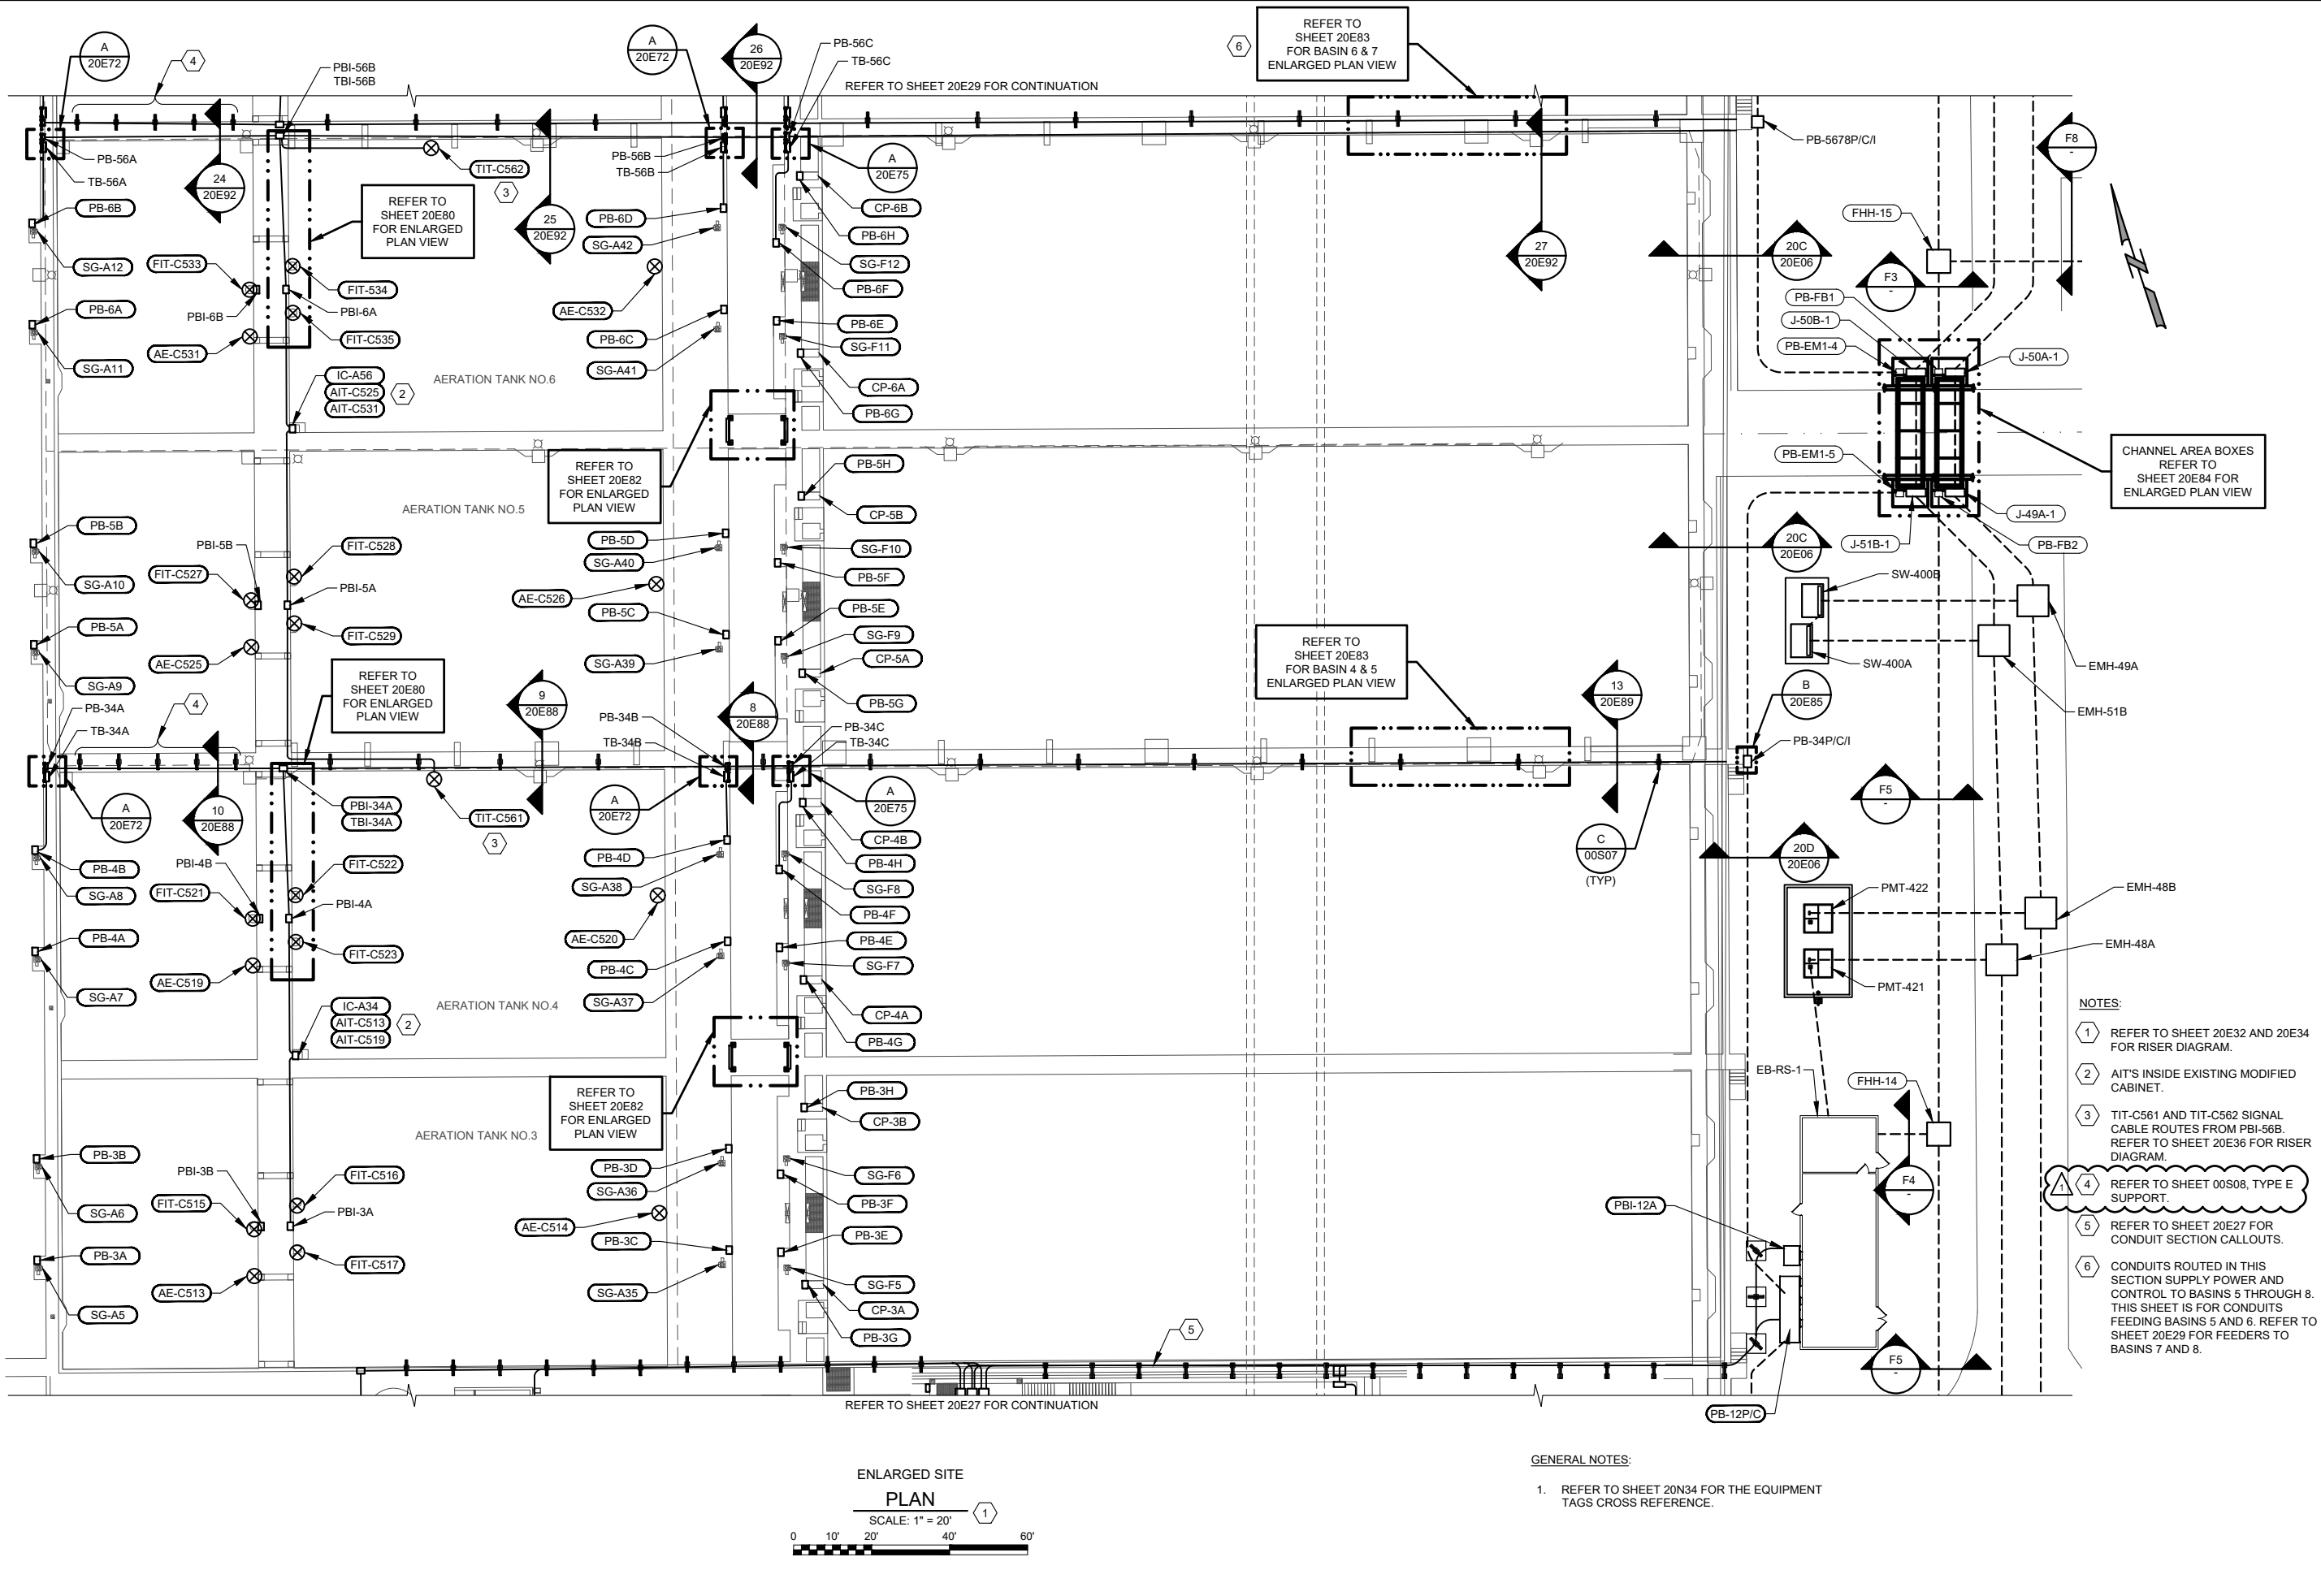 A
20E72
4
PBI-56B
TBI-56B
A
20E72
26
20E92
PB-56C
TB-56C
REFER TO SHEET 20E29 FOR CONTINUATION
6
REFER TO
SHEET 20E83
FOR BASIN 6 & 7
ENLARGED PLAN VIEW
PB-5678P/C/I
F8
-
PB-56A
TB-56A
PB-6B
24
20E92
TIT-C562
3
REFER TO
SHEET 20E80
FOR ENLARGED
PLAN VIEW
25
20E92
PB-56B
TB-56B
A
20E75
PB-6D
SG-A42
CP-6B
PB-6H
SG-F12
PB-6F
27
20E92
20C
20E06
FHH-15
F3
-
SG-A12
FIT-C533
FIT-534
PB-6A
PBI-6B
PBI-6A
AE-C531
FIT-C535
SG-A11
AE-C532
PB-6C
SG-A41
PB-6E
SG-F11
CP-6A
PB-6G
PB-FB1
J-50B-1
PB-EM1-4
J-50A-1
IC-A56
AIT-C525
AIT-C531
2
AERATION TANK NO.6
REFER TO
SHEET 20E82
FOR ENLARGED
PLAN VIEW
PB-5H
CP-5B
PB-EM1-5
CHANNEL AREA BOXES
REFER TO
SHEET 20E84 FOR
ENLARGED PLAN VIEW
AERATION TANK NO.5
J-49A-1
J-51B-1
PB-FB2
PB-5B
PBI-5B
FIT-C528
SG-A10
FIT-C527
PBI-5A
PB-5A
FIT-C529
AE-C525
SG-A9
PB-5D
SG-A40
AE-C526
PB-5C
SG-A39
SG-F10
PB-5F
PB-5E
SG-F9
CP-5A
PB-5G
20C
20E06
SW-400B
SW-400A
EMH-49A
EMH-51B
REFER TO
SHEET 20E83
FOR BASIN 4 & 5
ENLARGED PLAN VIEW
13
20E89
B
20E85
PB-34P/C/I
PB-34A
TB-34A
4
REFER TO
SHEET 20E80
FOR ENLARGED
PLAN VIEW
9
20E88
PB-34B
TB-34B
8
20E88
PB-34C
TB-34C
A
20E72
10
20E88
PBI-34A
TBI-34A
TIT-C561
3
A
20E72
A
20E75
F5
-
C
00S07
(TYP)
20D
20E06
PB-4B
SG-A8
PBI-4B
FIT-C522
FIT-C521
PBI-4A
PB-4A
FIT-C523
AE-C519
SG-A7
PB-4D
SG-A38
AE-C520
PB-4C
SG-A37
CP-4B
PB-4H
SG-F8
PB-4F
PB-4E
SG-F7
CP-4A
PB-4G
PMT-422
PMT-421
EMH-48B
EMH-48A
IC-A34
AIT-C513
AIT-C519
2
AERATION TANK NO.4
REFER TO
SHEET 20E82
FOR ENLARGED
PLAN VIEW
PB-3H
CP-3B
EB-RS-1
FHH-14
AERATION TANK NO.3
PB-3B
PBI-3B
FIT-C516
SG-A6
FIT-C515
PBI-3A
PB-3A
FIT-C517
AE-C513
SG-A5
PB-3D
SG-A36
AE-C514
PB-3C
SG-A35
SG-F6
PB-3F
PB-3E
SG-F5
CP-3A
PB-3G
5
F4
-
PBI-12A
F5
-
PB-12P/C
REFER TO SHEET 20E27 FOR CONTINUATION
NOTES:
1 REFER TO SHEET 20E32 AND 20E34
FOR RISER DIAGRAM.
2 AIT'S INSIDE EXISTING MODIFIED
CABINET.
3 TIT-C561 AND TIT-C562 SIGNAL
CABLE ROUTES FROM PBI-56B.
REFER TO SHEET 20E36 FOR RISER
DIAGRAM.
1 4 REFER TO SHEET 00S08, TYPE E
SUPPORT.
5 REFER TO SHEET 20E27 FOR
CONDUIT SECTION CALLOUTS.
6 CONDUITS ROUTED IN THIS
SECTION SUPPLY POWER AND
CONTROL TO BASINS 5 THROUGH 8.
THIS SHEET IS FOR CONDUITS
FEEDING BASINS 5 AND 6. REFER TO
SHEET 20E29 FOR FEEDERS TO
BASINS 7 AND 8.
ENLARGED SITE
PLAN
1
SCALE: 1" = 20'
0 10' 20' 40' 60'
GENERAL NOTES:
1. REFER TO SHEET 20N34 FOR THE EQUIPMENT
TAGS CROSS REFERENCE.